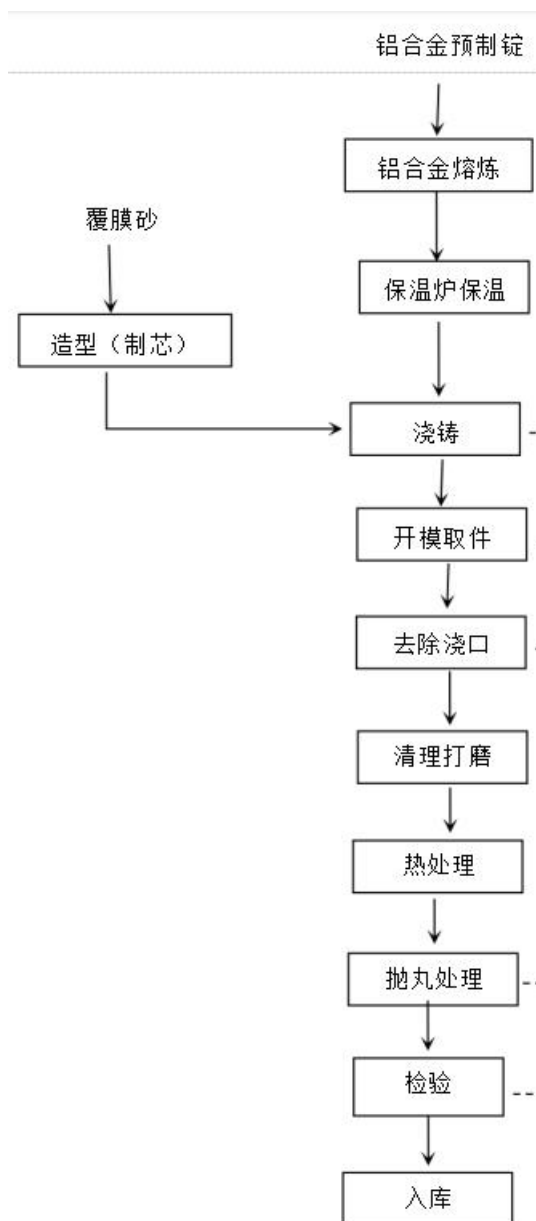 铝合金预制锭
铝合金熔炼
覆膜砂
保温炉保温
造型（制芯）
浇铸
开模取件
去除浇口
清理打磨
热处理
抛丸处理
检验
入库